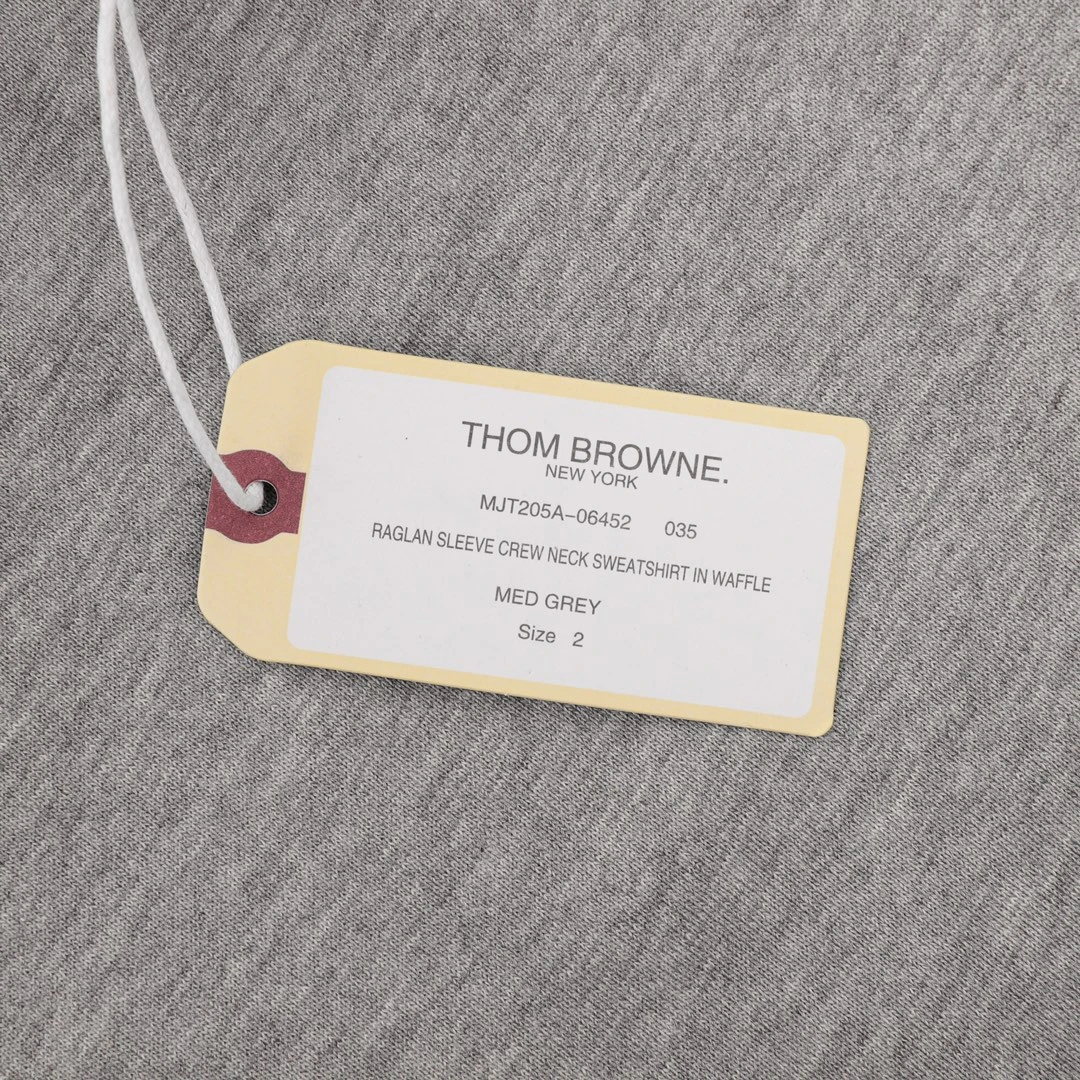 THOM BROWNE.
NEW YORK
MJT205A-06452 035
RAGLAN SLEEVE CREW NECK SWEATSHIRT IN WAFFLE
MED GREY
Size 2